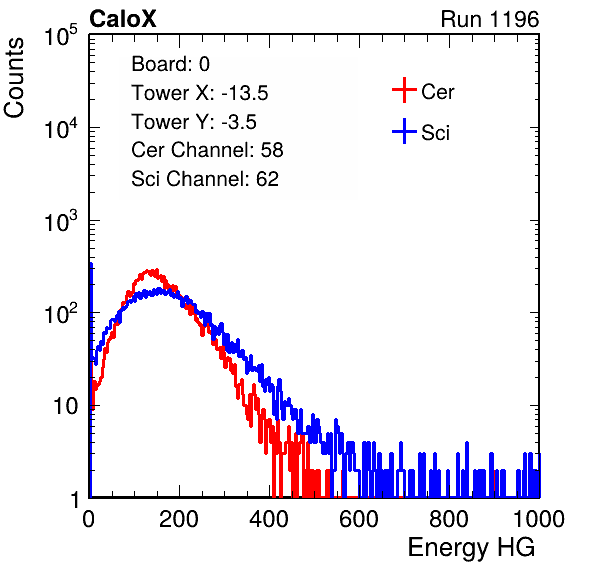 CaloX
Run 1196
Counts
10^5
10^4
10^3
10^2
10
1
Board: 0
Tower X: -13.5
Tower Y: -3.5
Cer Channel: 58
Sci Channel: 62
Cer
Sci
0 200 400 600 800 1000
Energy HG